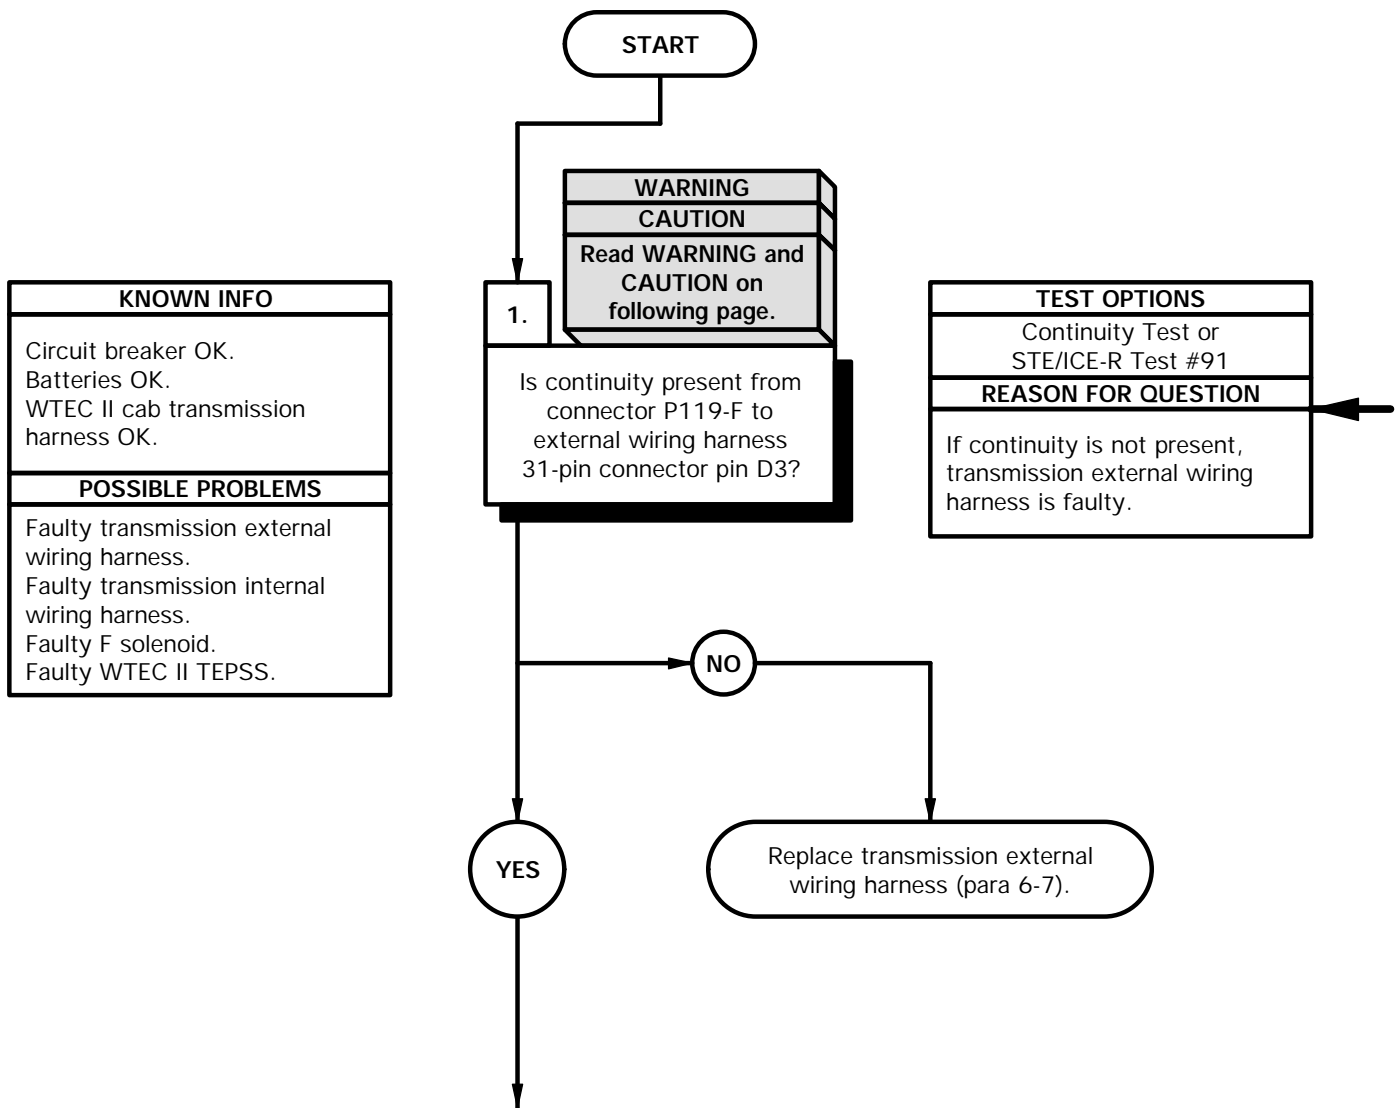 START
WARNING
CAUTION
Read WARNING and
CAUTION on
following page.
1.
Is continuity present from
connector P119-F to
external wiring harness
31-pin connector pin D3?
KNOWN INFO
Circuit breaker OK.
Batteries OK.
WTEC II cab transmission
harness OK.
POSSIBLE PROBLEMS
Faulty transmission external
wiring harness.
Faulty transmission internal
wiring harness.
Faulty F solenoid.
Faulty WTEC II TEPSS.
TEST OPTIONS
Continuity Test or
STE/ICE-R Test #91
REASON FOR QUESTION
If continuity is not present,
transmission external wiring
harness is faulty.
NO
YES
Replace transmission external
wiring harness (para 6-7).